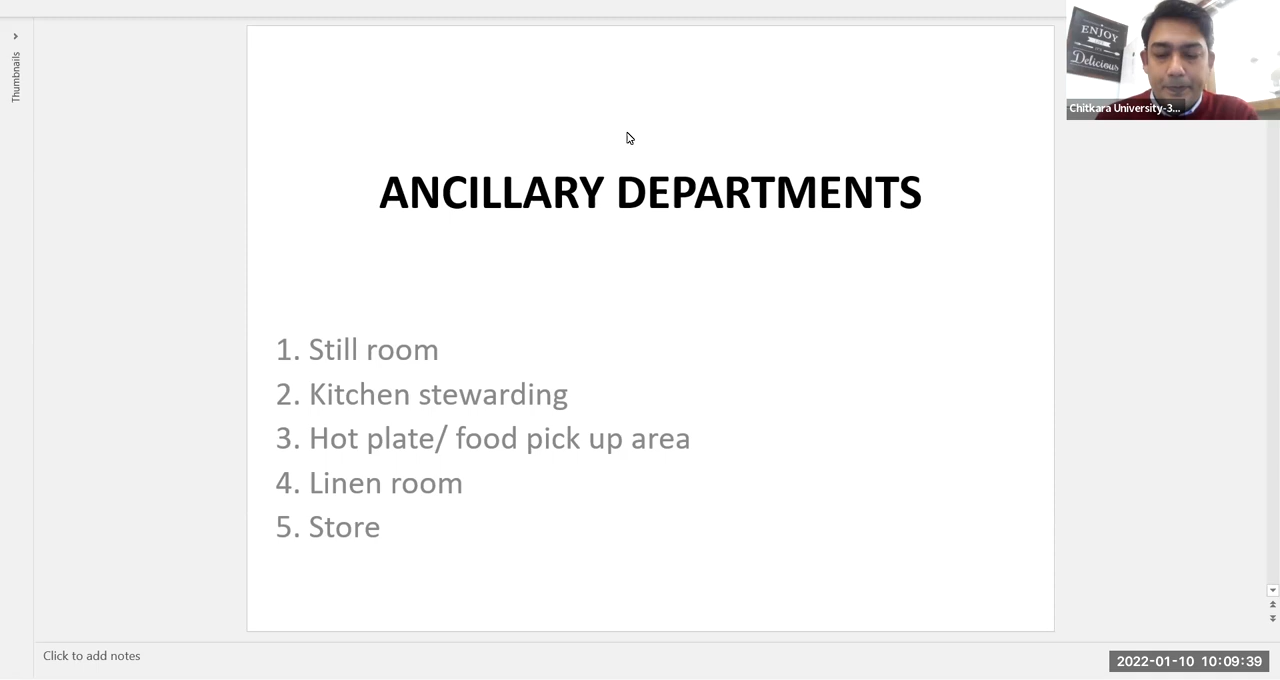 Thumbnails
ENJOY
Delicious
Chitkara University-3...
ANCILLARY DEPARTMENTS
1. Still room
2. Kitchen stewarding
3. Hot plate/ food pick up area
4. Linen room
5. Store
Click to add notes
2022-01-10 10:09:39